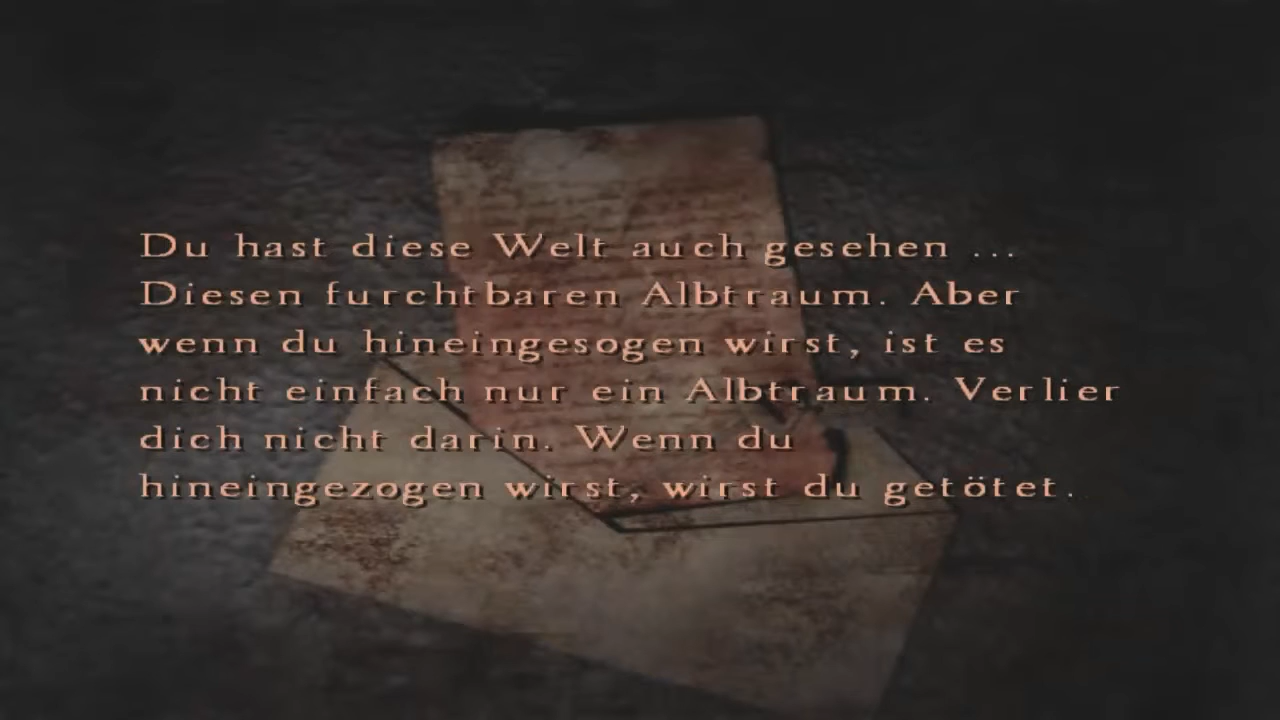 Du hast diese Welt auch gesehen ...
Diesen furchtbaren Albtraum. Aber
wenn du hineingesogen wirst, ist es
nicht einfach nur ein Albtraum. Verlier
dich nicht darin. Wenn du
hineingezogen wirst, wirst du getötet.